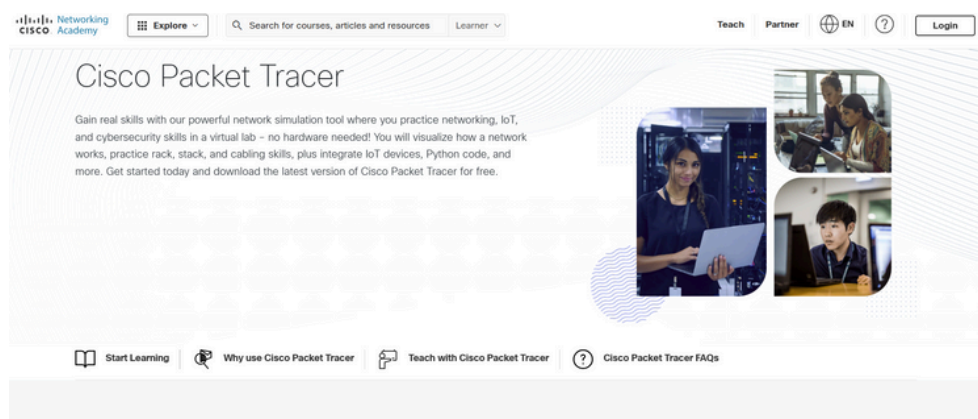 Networking
CISCO Academy
Explore
Search for courses, articles and resources
Learner
Teach
Partner
EN
?
Login
Cisco Packet Tracer
Gain real skills with our powerful network simulation tool where you practice networking, IoT,
and cybersecurity skills in a virtual lab – no hardware needed! You will visualize how a network
works, practice rack, stack, and cabling skills, plus integrate IoT devices, Python code, and
more. Get started today and download the latest version of Cisco Packet Tracer for free.
Start Learning
Why use Cisco Packet Tracer
Teach with Cisco Packet Tracer
?
Cisco Packet Tracer FAQs